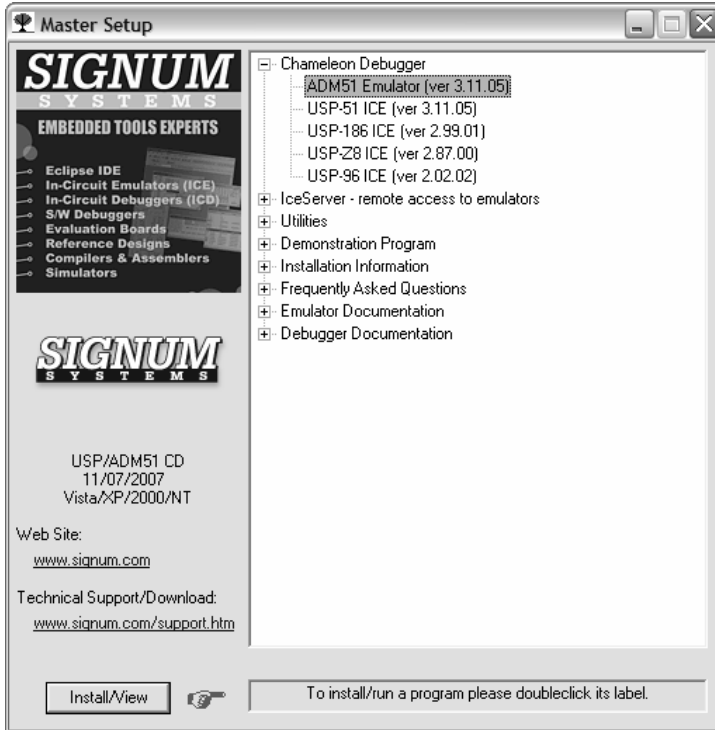 Master Setup
SIGNUM
SYSTEMS
EMBEDDED TOOLS EXPERTS
Eclipse IDE
In-Circuit Emulators (ICE)
In-Circuit Debuggers (ICD)
S/W Debuggers
Evaluation Boards
Reference Designs
Compilers & Assemblers
Simulators
SIGNUM
SYSTEMS
USP/ADM51 CD
11/07/2007
Vista/XP/2000/NT
Web Site:
www.signum.com
Technical Support/Download:
www.signum.com/support.htm
Chameleon Debugger
ADM51 Emulator (ver 3.11.05)
USP-51 ICE (ver 3.11.05)
USP-186 ICE (ver 2.99.01)
USP-Z8 ICE (ver 2.87.00)
USP-96 ICE (ver 2.02.02)
IceServer - remote access to emulators
Utilities
Demonstration Program
Installation Information
Frequently Asked Questions
Emulator Documentation
Debugger Documentation
Install/View
To install/run a program please doubleclick its label.